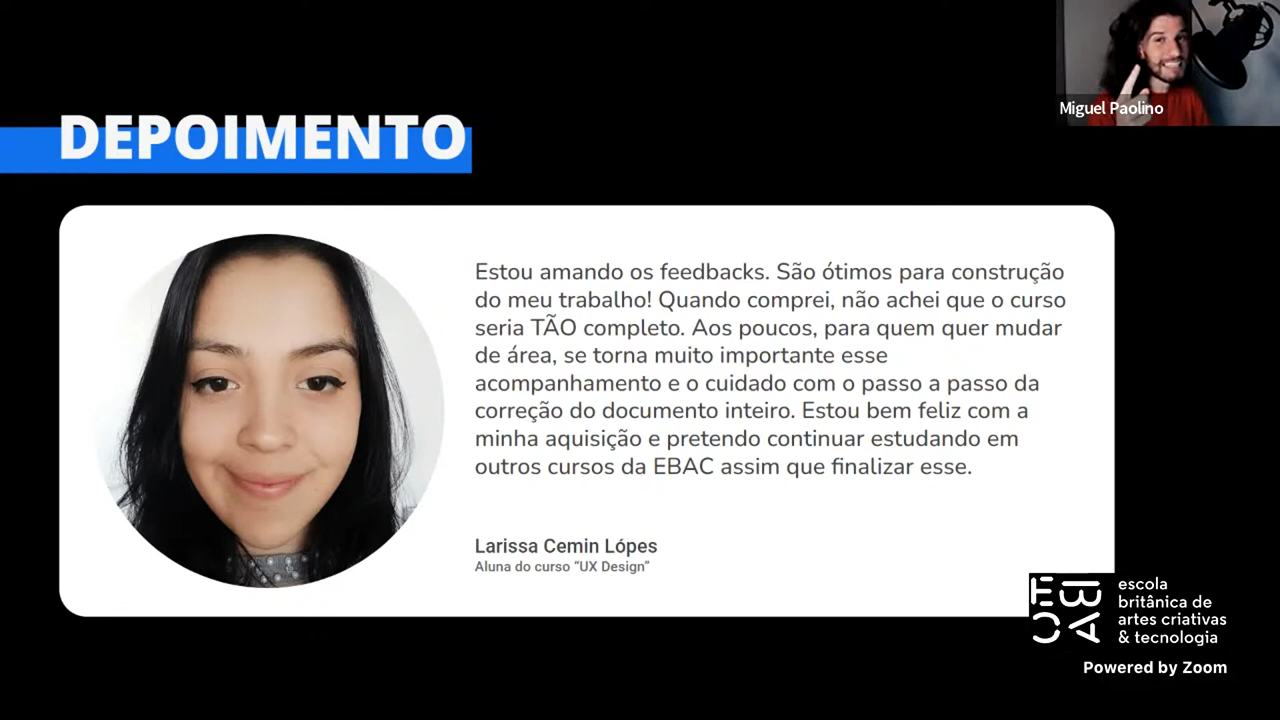 Miguel Paolino
DEPOIMENTO
Estou amando os feedbacks. São ótimos para construção
do meu trabalho! Quando comprei, não achei que o curso
seria TÃO completo. Aos poucos, para quem quer mudar
de área, se torna muito importante esse
acompanhamento e o cuidado com o passo a passo da
correção do documento inteiro. Estou bem feliz com a
minha aquisição e pretendo continuar estudando em
outros cursos da EBAC assim que finalizar esse.
Larissa Cemin Lópes
Aluna do curso “UX Design”
EBAC
escola
britânica de
artes criativas
& tecnologia
Powered by Zoom